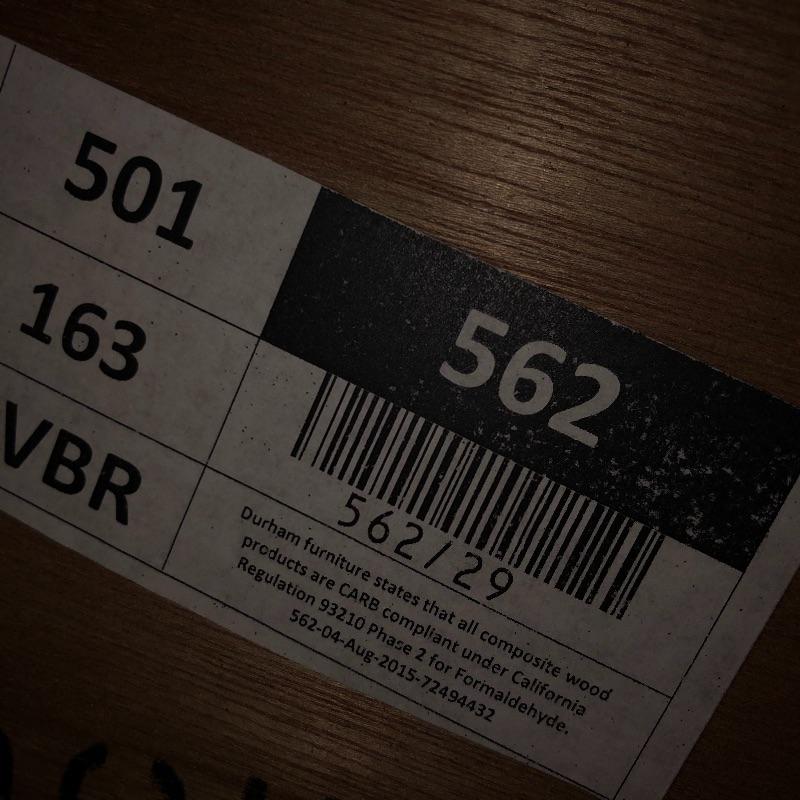 501
163
VBR
562
562/29
Durham furniture states that all composite wood
products are CARB compliant under California
Regulation 93210 Phase 2 for Formaldehyde.
562-04-Aug-2015-72494432